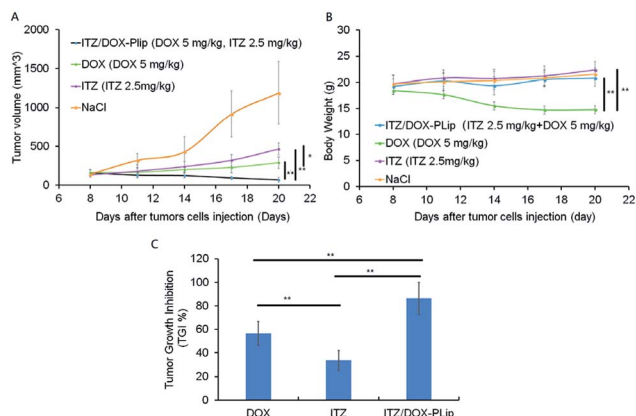 A
Tumor volume (mm^3)
2000
1500
1000
500
0
ITZ/DOX-Plip (DOX 5 mg/kg, ITZ 2.5 mg/kg)
DOX (DOX 5 mg/kg)
ITZ (ITZ 2.5mg/kg)
NaCl
*
**
**
6 8 10 12 14 16 18 20 22
Days after tumors cells injection (Days)
B
Body Weight (g)
30
25
20
15
10
5
0
**
**
ITZ/DOX-PLip (ITZ 2.5 mg/kg+DOX 5 mg/kg)
DOX (DOX 5 mg/kg)
ITZ (ITZ 2.5mg/kg)
NaCl
6 8 10 12 14 16 18 20 22
Days after tumor cells injection (day)
C
Tumor Growth Inhibition
(TGI %)
120
100
80
60
40
20
0
**
**
**
DOX ITZ ITZ/DOX-PLip